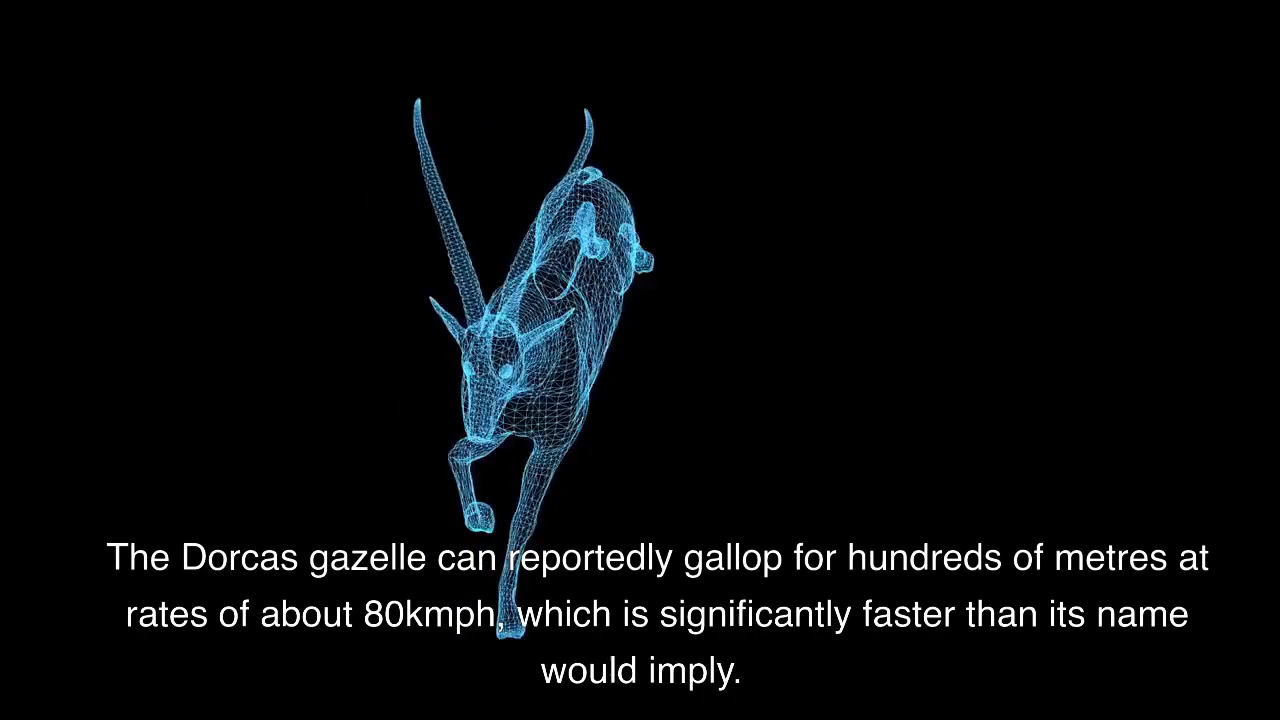 The Dorcas gazelle can reportedly gallop for hundreds of metres at
rates of about 80kmph, which is significantly faster than its name
would imply.